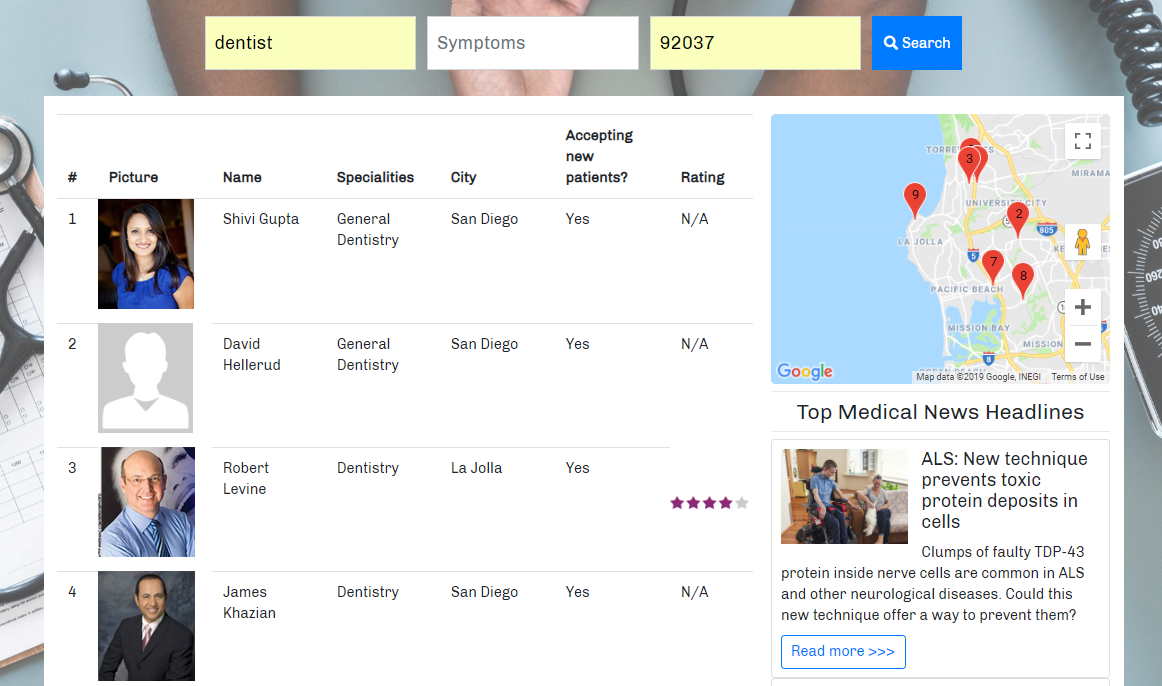 dentist
Symptoms
92037
Search
#
Picture
Name
Specialities
City
Accepting
new
patients?
Rating
1
Shivi Gupta
General
Dentistry
San Diego
Yes
N/A
2
David
Hellerud
General
Dentistry
San Diego
Yes
N/A
3
Robert
Levine
Dentistry
La Jolla
Yes
4
James
Khazian
Dentistry
San Diego
Yes
N/A
3
9
UNIVERSITY CITY
2
805
LA JOLLA
5
7
8
PACIFIC BEACH
MISSION BAY
MISSION
8
MIRAMA
Google
Map data ©2019 Google, INEGI
Terms of Use
Top Medical News Headlines
ALS: New technique
prevents toxic
protein deposits in
cells
Clumps of faulty TDP-43
protein inside nerve cells are common in ALS
and other neurological diseases. Could this
new technique offer a way to prevent them?
Read more >>>